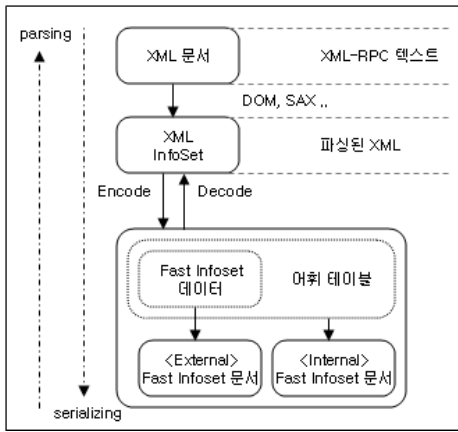 parsing
XML 문서
XML-RPC 텍스트
DOM, SAX ..
XML
InfoSet
파싱된 XML
Encode
Decode
Fast Infoset
데이터
어휘 테이블
<External>
Fast Infoset 문서
<Internal>
Fast Infoset 문서
serializing